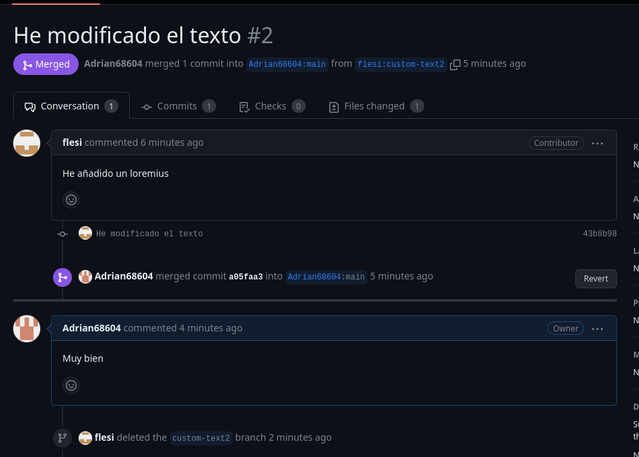 He modificado el texto #2
Merged Adrian68604 merged 1 commit into Adrian68604:main from flesi:custom-text2 5 minutes ago
Conversation 1 Commits 1 Checks 0 Files changed 1
flesi commented 6 minutes ago Contributor
He añadido un loremius
He modificado el texto 43b8b98
Adrian68604 merged commit a05faa3 into Adrian68604:main 5 minutes ago Revert
Adrian68604 commented 4 minutes ago Owner
Muy bien
flesi deleted the custom-text2 branch 2 minutes ago